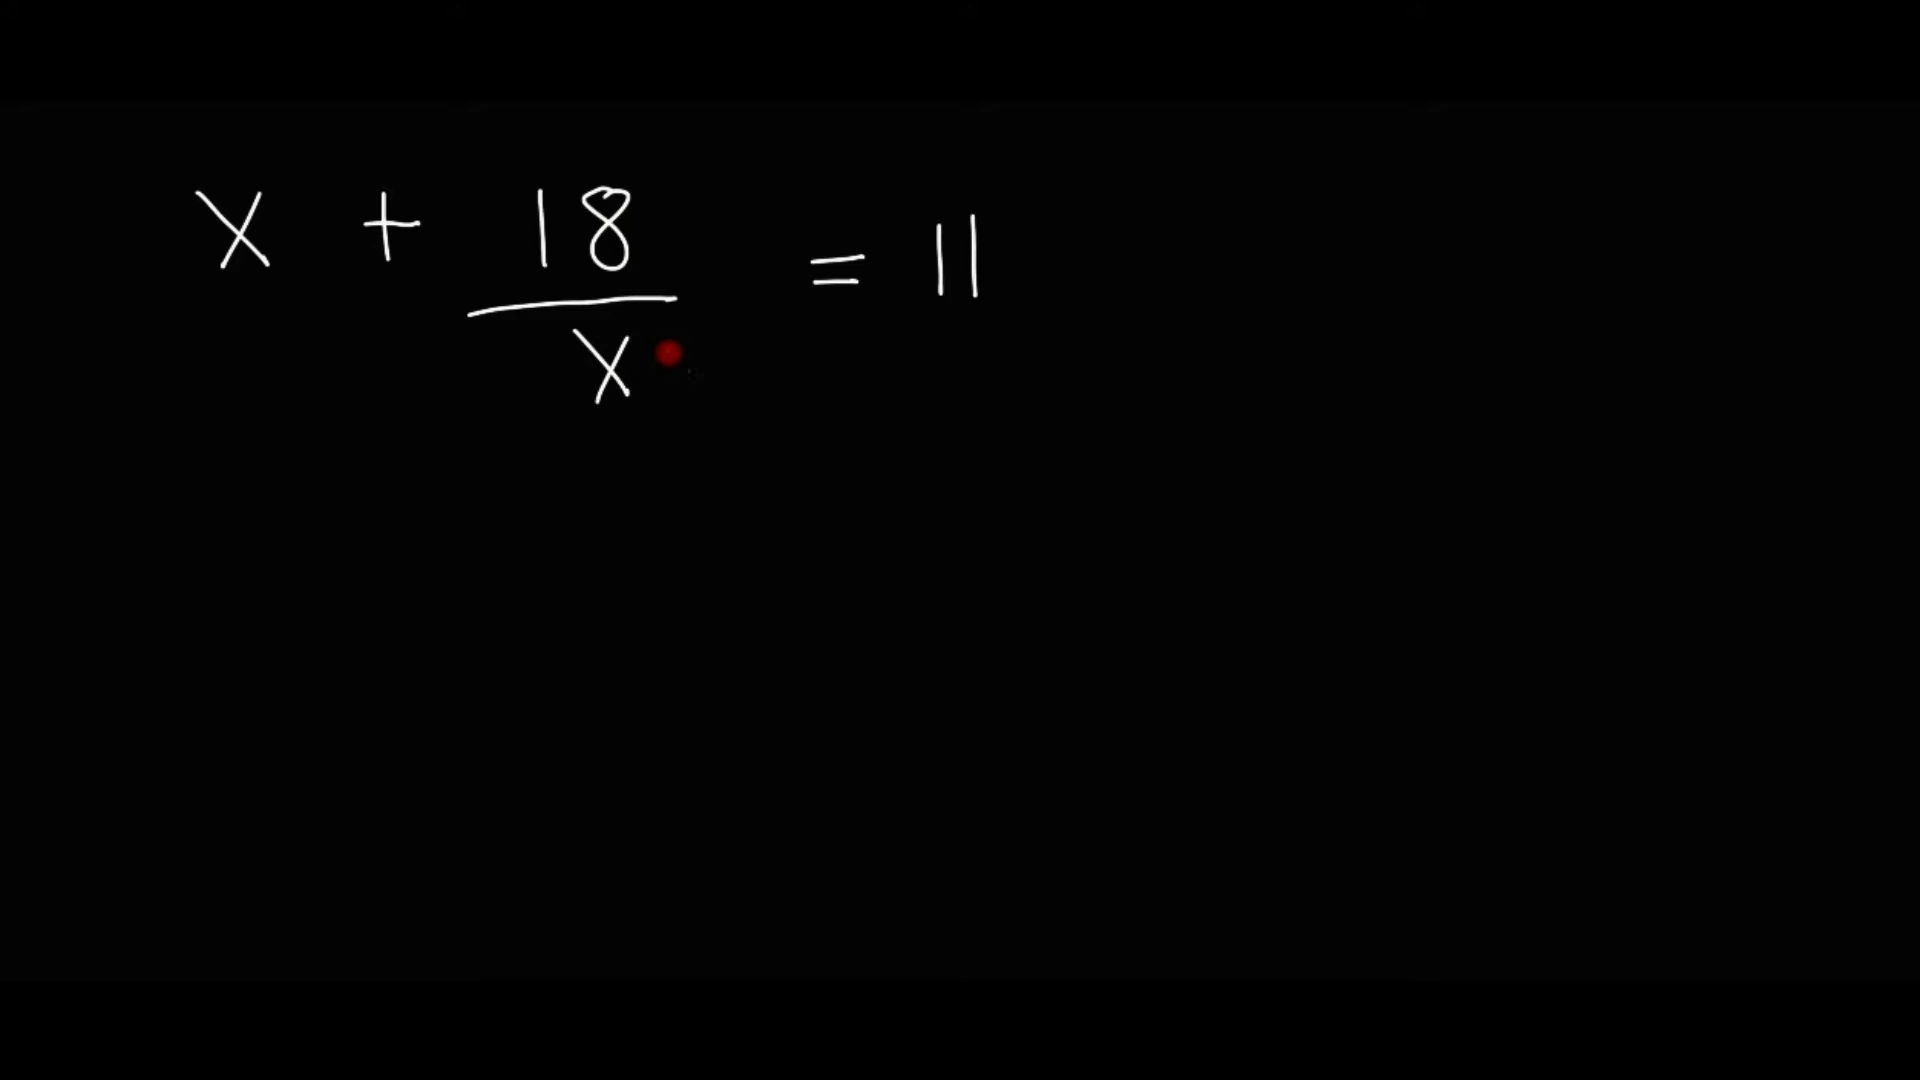 x + 18/x = 11